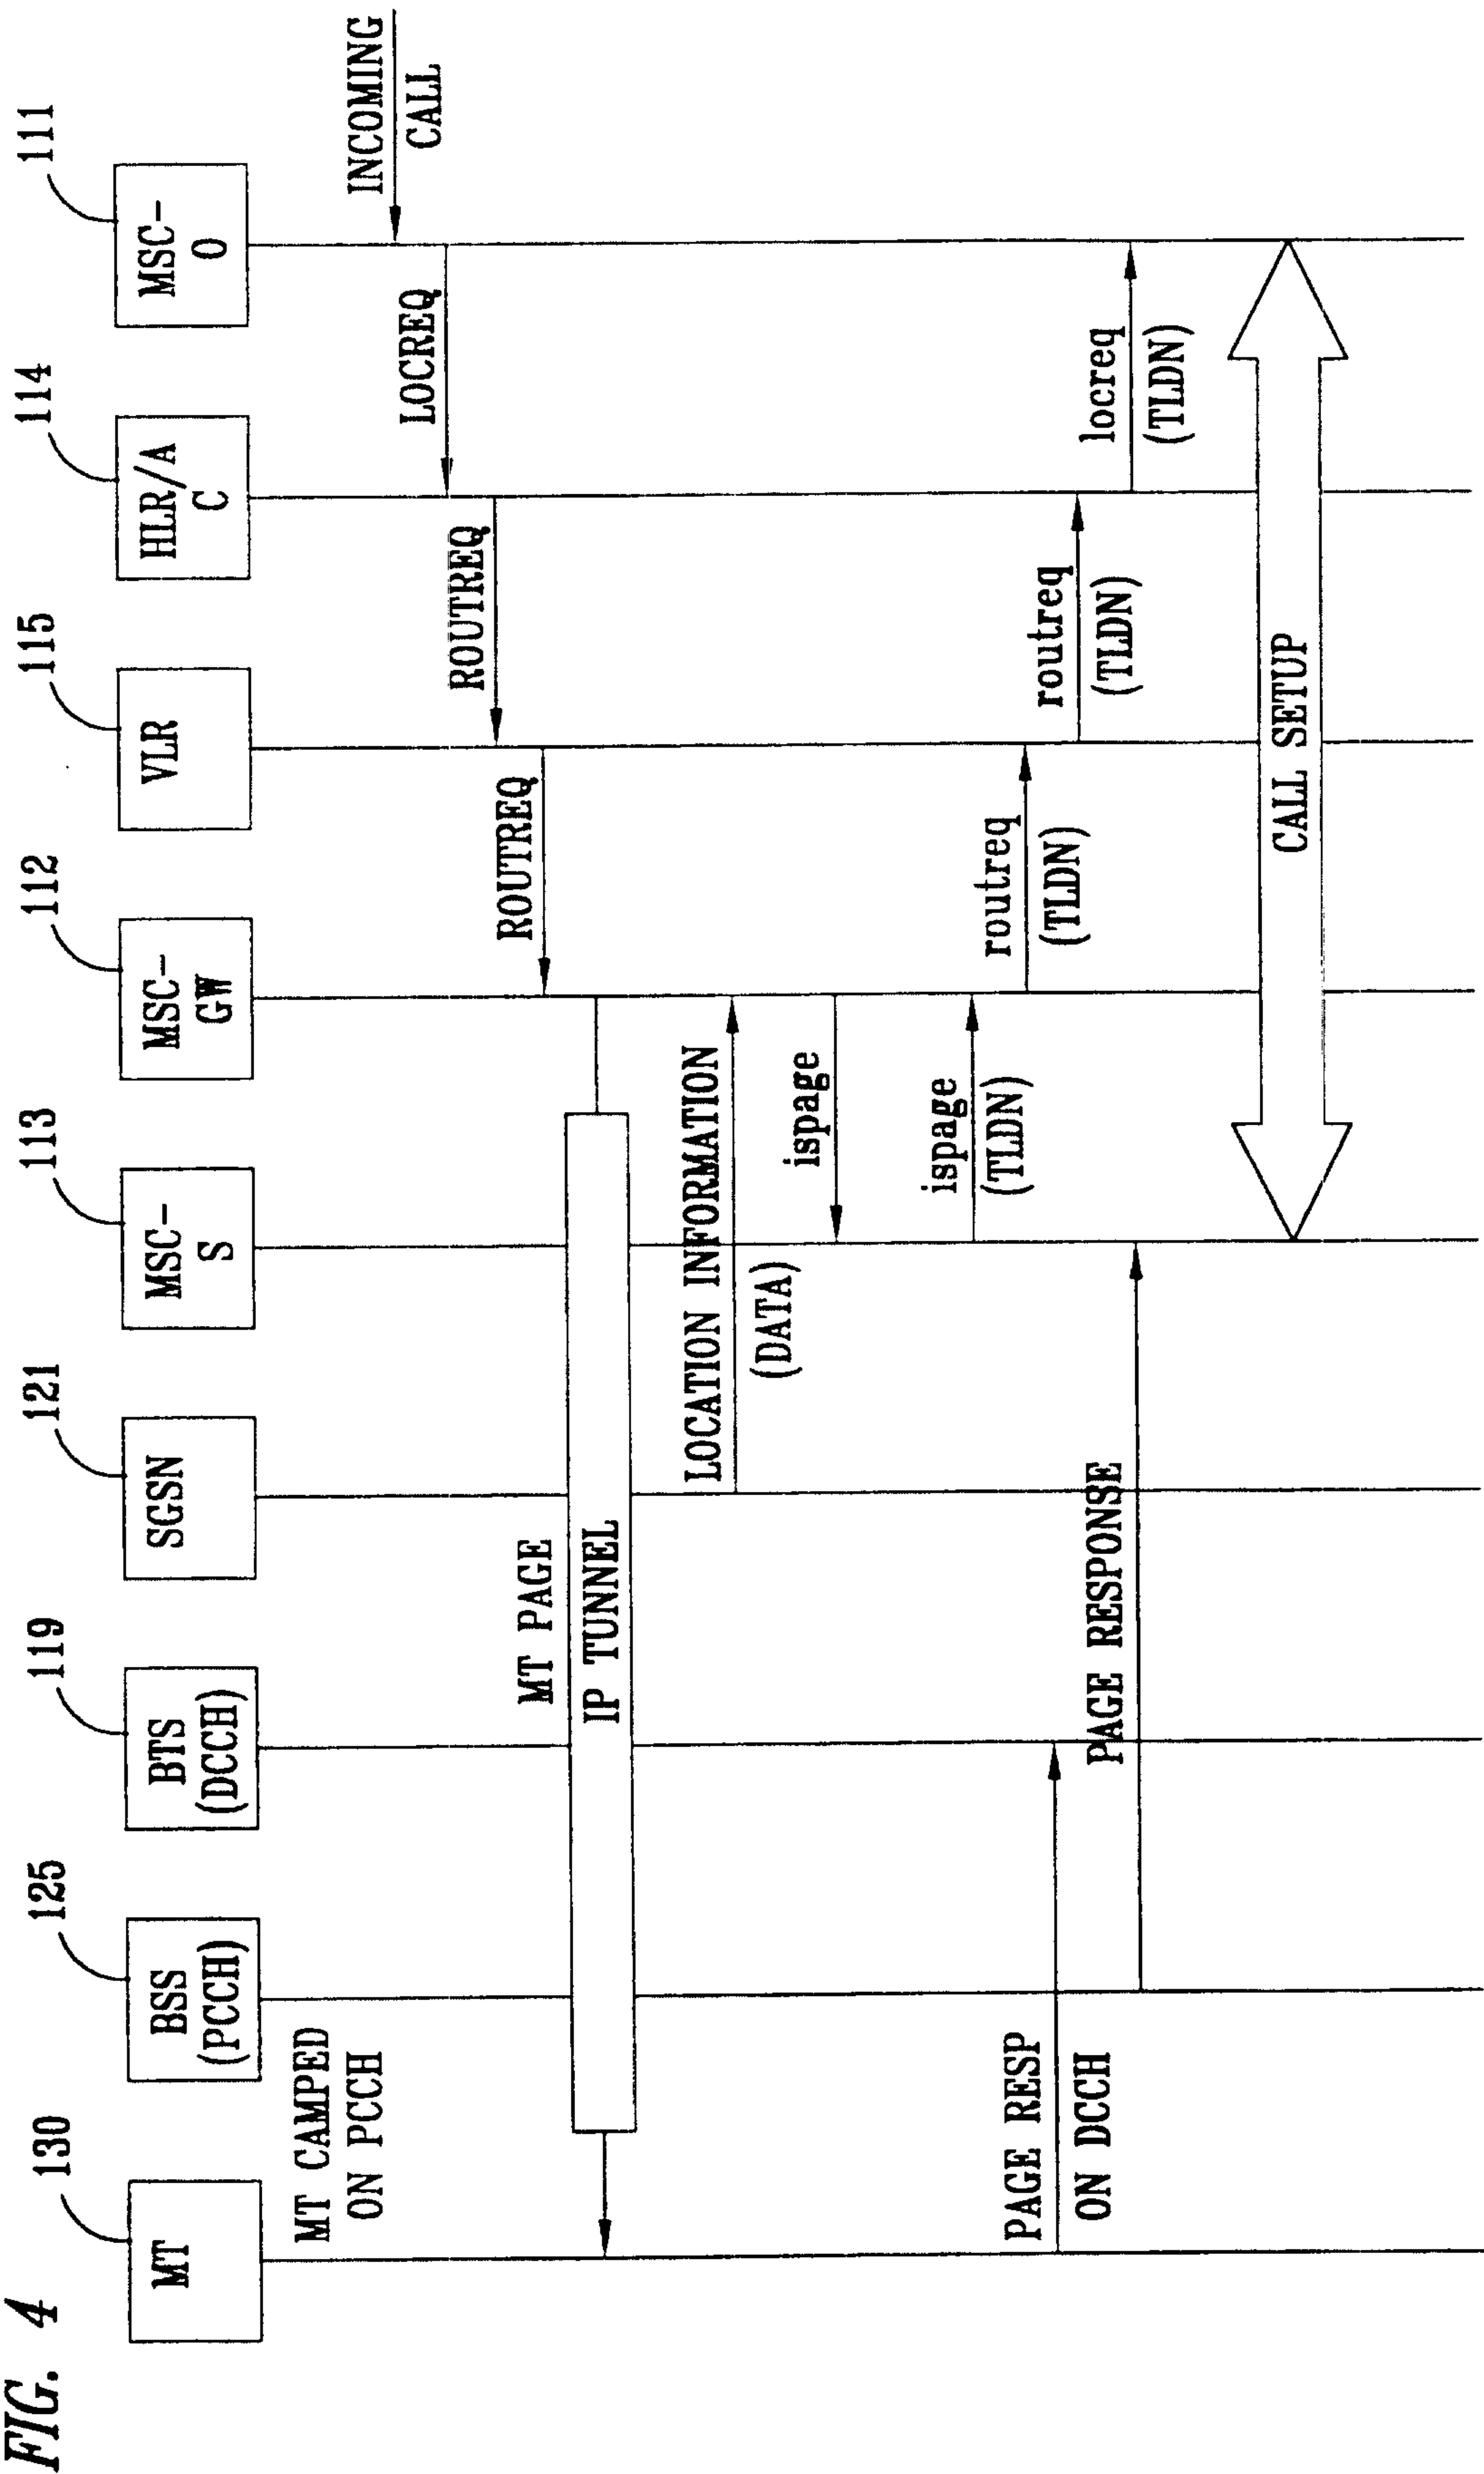 FIG. 4
130
125
119
121
113
112
115
114
111
MT
BSS
(PCCH)
BTS
(DCCH)
SGSN
MSC-
S
MSC-
GW
VLR
HLR/A
C
MSC-
O
MT CAMPED
ON PCCH
INCOMING
CALL
LOCREQ
ROUTREQ
ROUTREQ
MT PAGE
IP TUNNEL
LOCATION INFORMATION
(DATA)
ispage
ispage
(TLDN)
routreq
(TLDN)
PAGE RESP
ON DCCH
routreq
(TLDN)
PAGE RESPONSE
locreq
(TLDN)
CALL SETUP